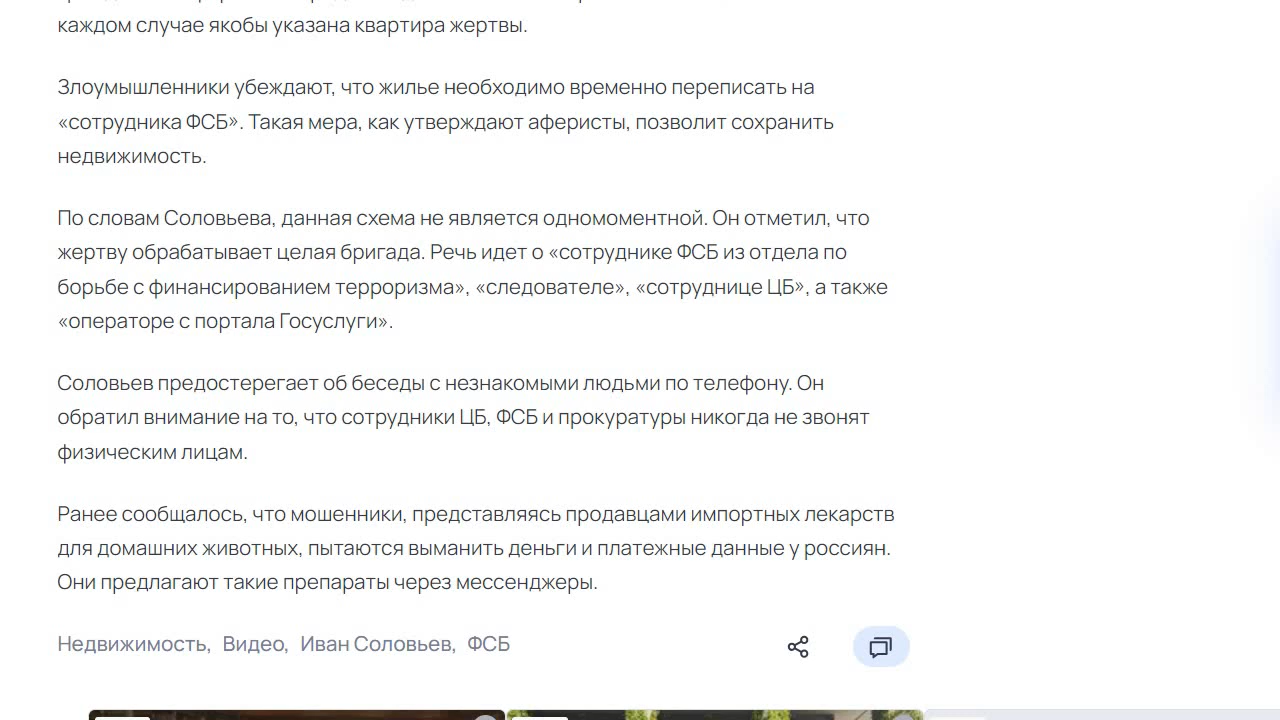 каждом случае якобы указана квартира жертвы.
Злоумышленники убеждают, что жилье необходимо временно переписать на
«сотрудника ФСБ». Такая мера, как утверждают аферисты, позволит сохранить
недвижимость.
По словам Соловьева, данная схема не является одномоментной. Он отметил, что
жертву обрабатывает целая бригада. Речь идет о «сотруднике ФСБ из отдела по
борьбе с финансированием терроризма», «следователе», «сотруднице ЦБ», а также
«операторе с портала Госуслуги».
Соловьев предостерегает об беседы с незнакомыми людьми по телефону. Он
обратил внимание на то, что сотрудники ЦБ, ФСБ и прокуратуры никогда не звонят
физическим лицам.
Ранее сообщалось, что мошенники, представляясь продавцами импортных лекарств
для домашних животных, пытаются выманить деньги и платежные данные у россиян.
Они предлагают такие препараты через мессенджеры.
Недвижимость, Видео, Иван Соловьев, ФСБ